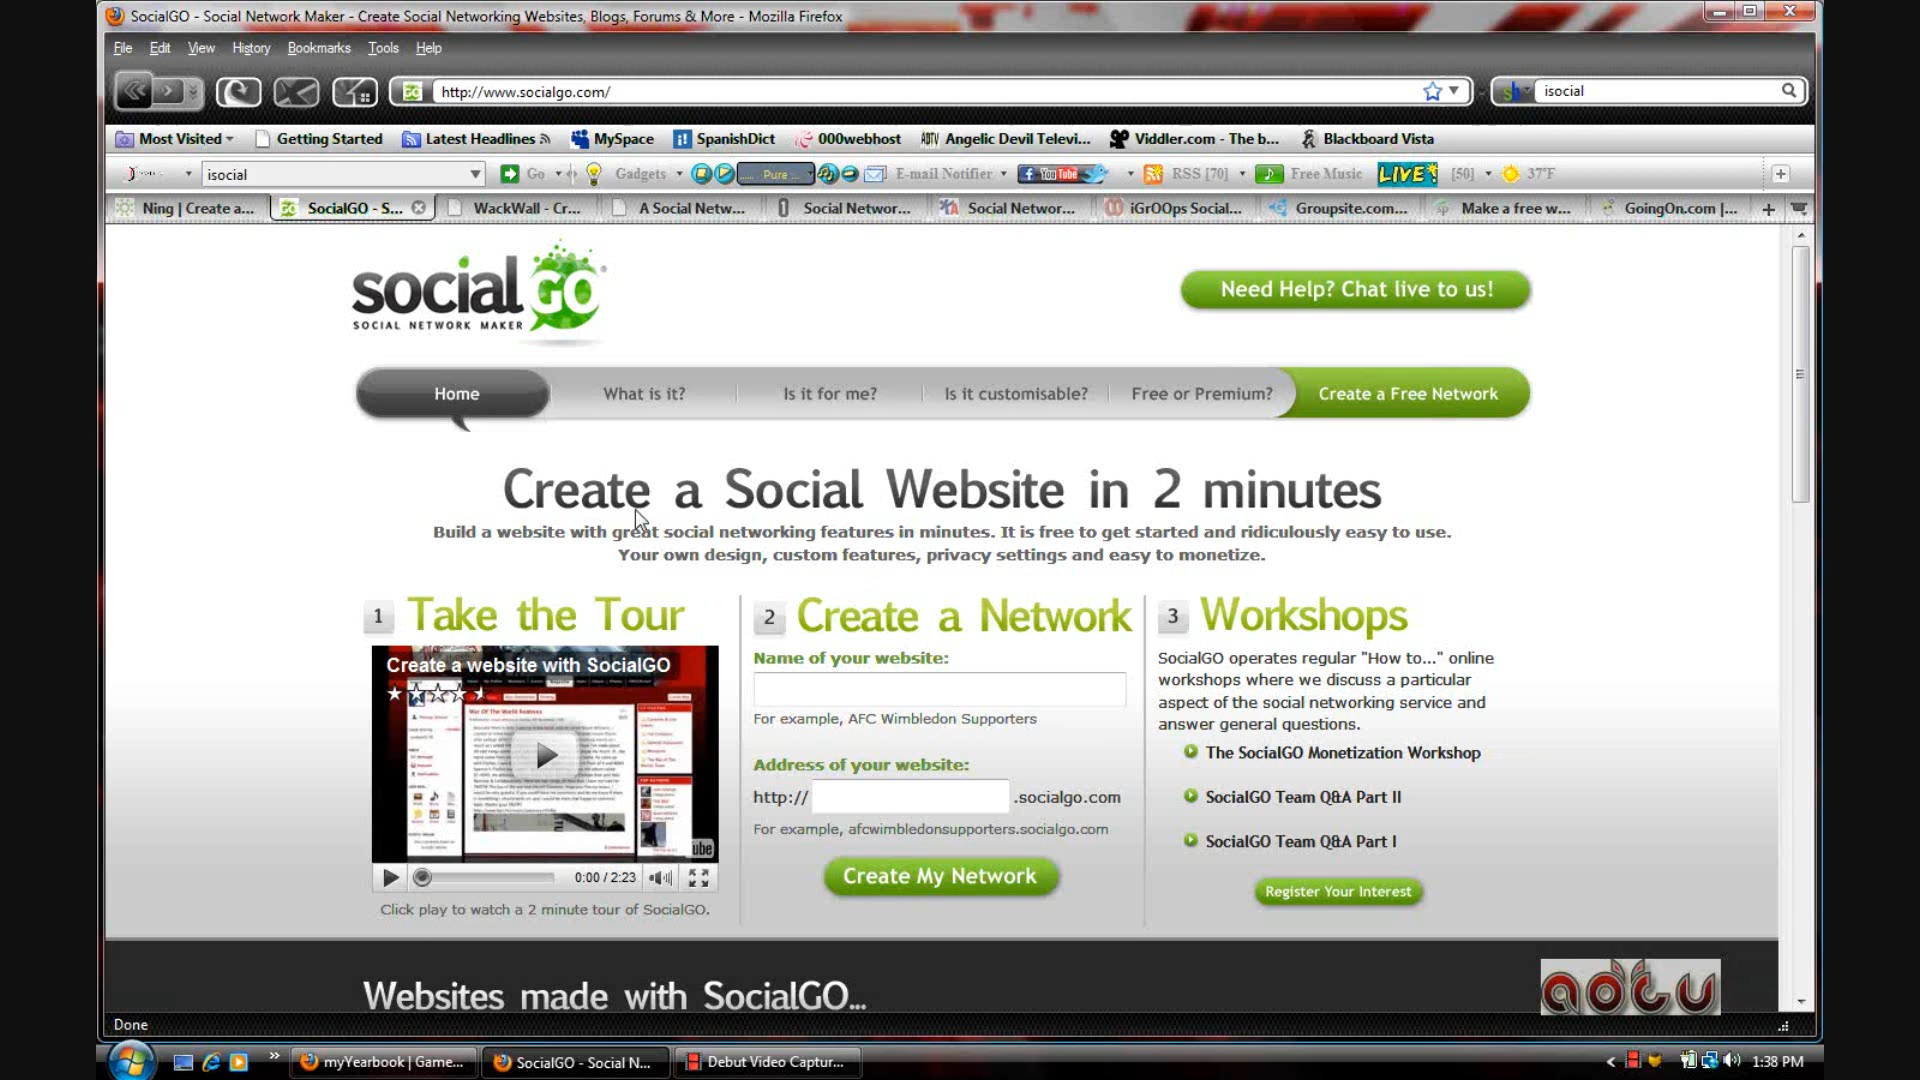 SocialGO - Social Network Maker - Create Social Networking Websites, Blogs, Forums & More - Mozilla Firefox
File Edit View History Bookmarks Tools Help
http://www.socialgo.com/
isocial
Most Visited Getting Started Latest Headlines MySpace SpanishDict 000webhost Angelic Devil Televi... Viddler.com - The b... Blackboard Vista
isocial Go Gadgets Pure ... E-mail Notifier YouTube RSS [70] Free Music LIVE! [50] 37°F
Ning | Create a... SocialGO - S... WackWall - Cr... A Social Netw... Social Networ... Social Networ... iGrOOps Social... Groupsite.com... Make a free w... GoingOn.com |...
social GO
SOCIAL NETWORK MAKER
Need Help? Chat live to us!
Home What is it? Is it for me? Is it customisable? Free or Premium? Create a Free Network
Create a Social Website in 2 minutes
Build a website with great social networking features in minutes. It is free to get started and ridiculously easy to use.
Your own design, custom features, privacy settings and easy to monetize.
1 Take the Tour
Create a website with SocialGO
0:00 / 2:23
Click play to watch a 2 minute tour of SocialGO.
2 Create a Network
Name of your website:
For example, AFC Wimbledon Supporters
Address of your website:
http:// .socialgo.com
For example, afcwimbledonsupporters.socialgo.com
Create My Network
3 Workshops
SocialGO operates regular "How to..." online
workshops where we discuss a particular
aspect of the social networking service and
answer general questions.
The SocialGO Monetization Workshop
SocialGO Team Q&A Part II
SocialGO Team Q&A Part I
Register Your Interest
Websites made with SocialGO...
adtv
Done
myYearbook | Game... SocialGO - Social N... Debut Video Captur... 1:38 PM